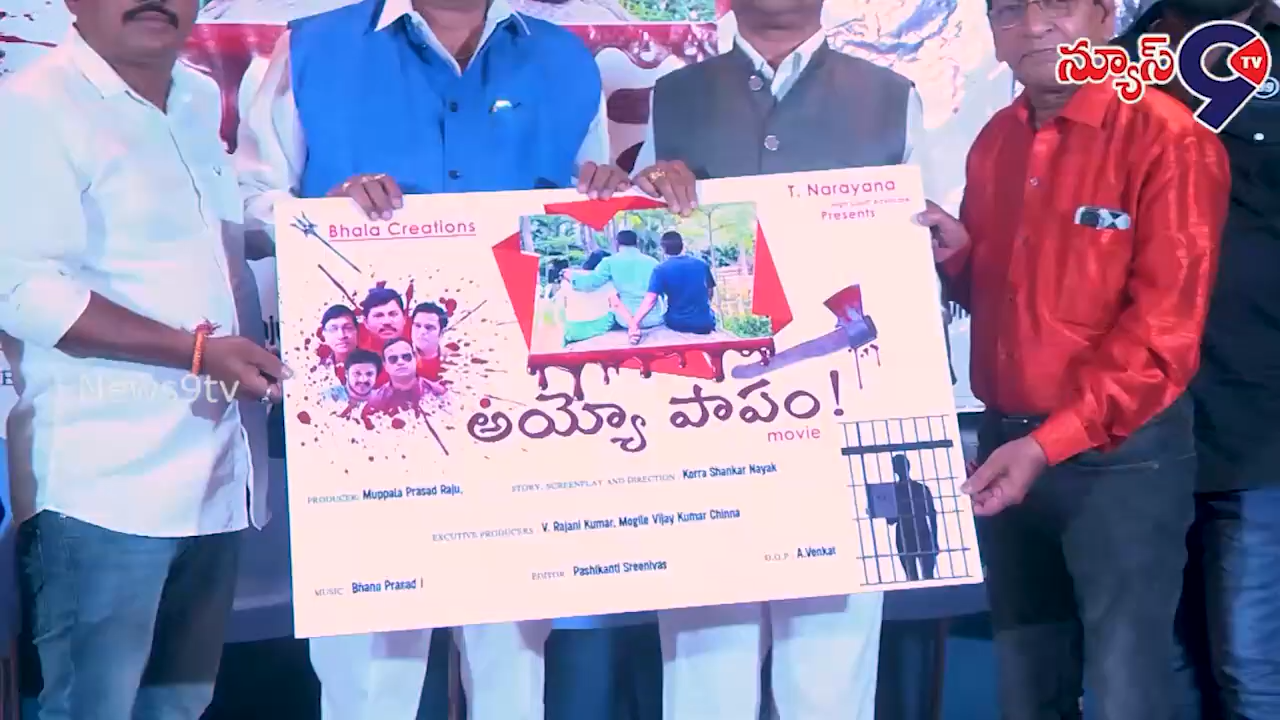 న్యూస్ 9 TV
T. Narayana
Presents
Bhala Creations
అయ్యో పాపం!
movie
PRODUCER: Muppala Prasad Raju,
STORY, SCREENPLAY AND DIRECTION : Korra Shankar Nayak
EXCUTIVE PRODUCERS : V. Rajani Kumar, Mogile Vijay Kumar Chinna
MUSIC : Bhanu Prasad J
EDITOR : Pashikanti Sreenivas
D.O.P : A.Venkat
News9tv